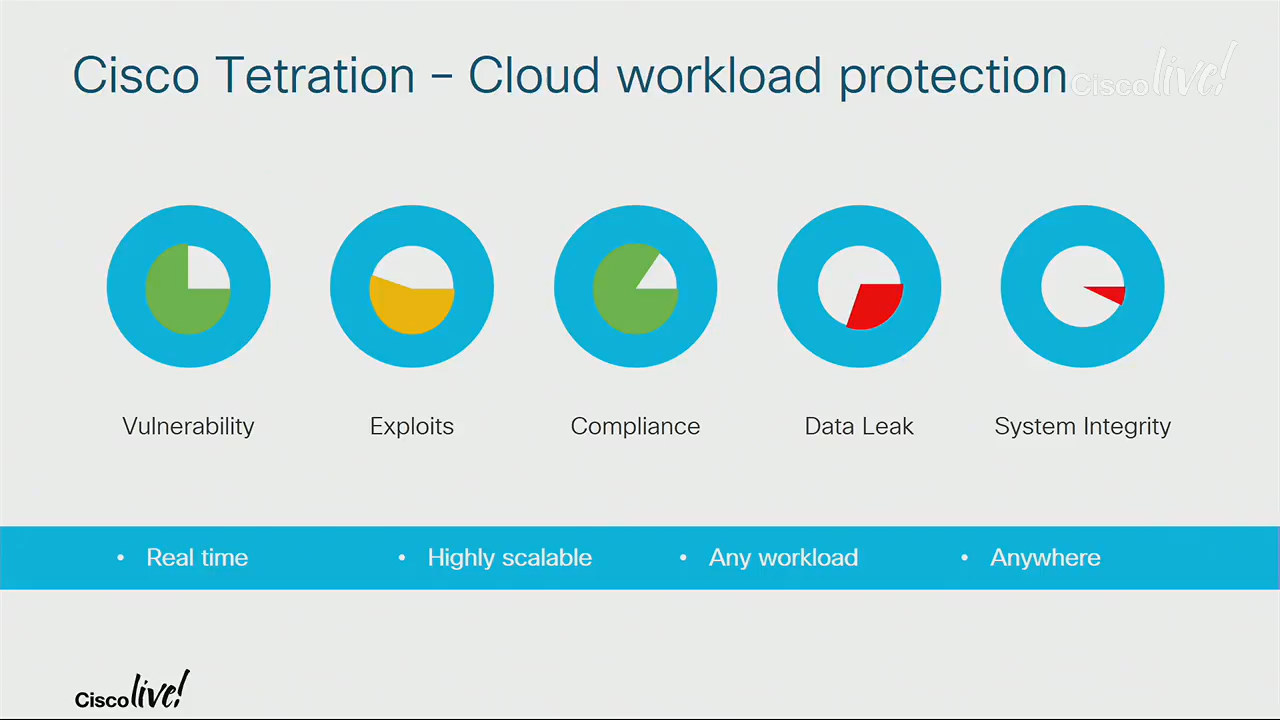 Cisco Tetration – Cloud workload protection
Cisco live!
Vulnerability
Exploits
Compliance
Data Leak
System Integrity
• Real time
• Highly scalable
• Any workload
• Anywhere
Cisco live!